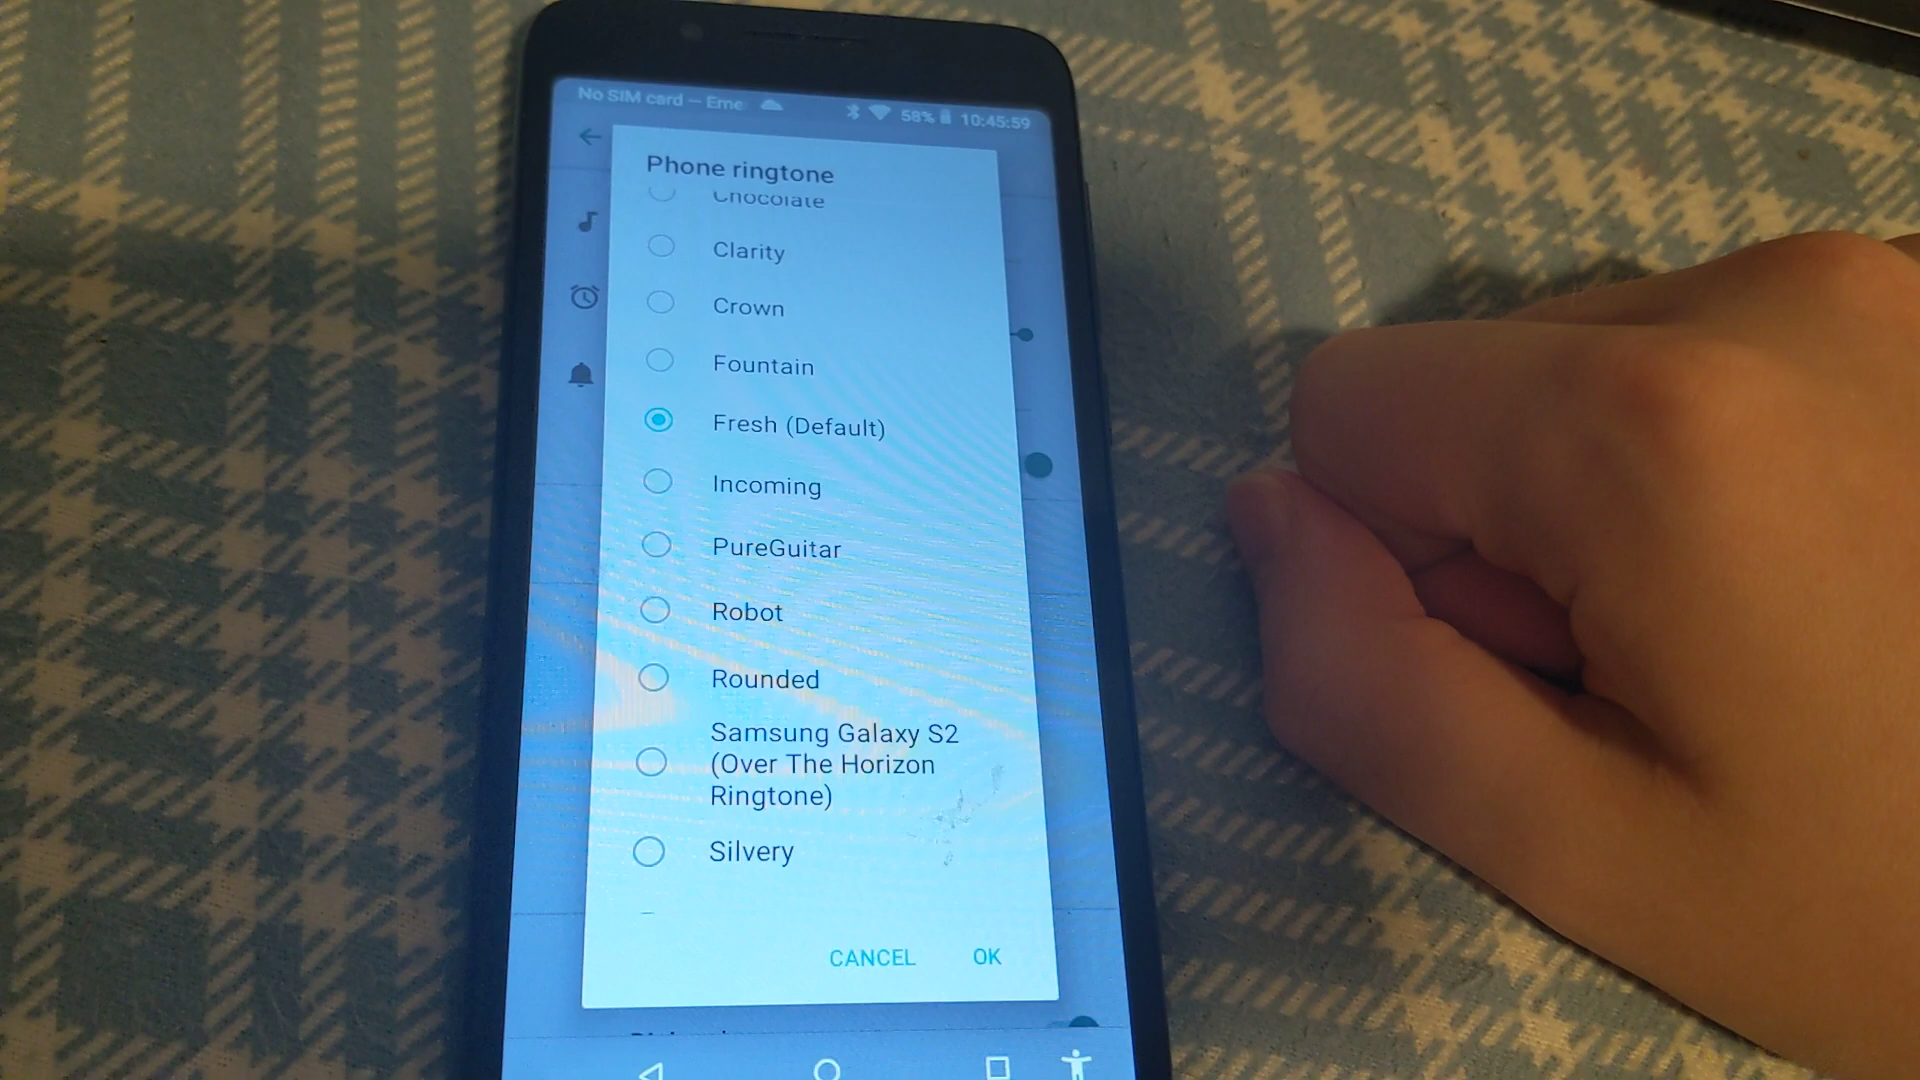 No SIM card — Eme
58% 10:45:59
Phone ringtone
Chocolate
Clarity
Crown
Fountain
Fresh (Default)
Incoming
PureGuitar
Robot
Rounded
Samsung Galaxy S2
(Over The Horizon
Ringtone)
Silvery
CANCEL OK